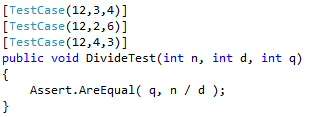 [TestCase(12,3,4)]
[TestCase(12,2,6)]
[TestCase(12,4,3)]
public void DivideTest(int n, int d, int q)
{
    Assert.AreEqual( q, n / d );
}